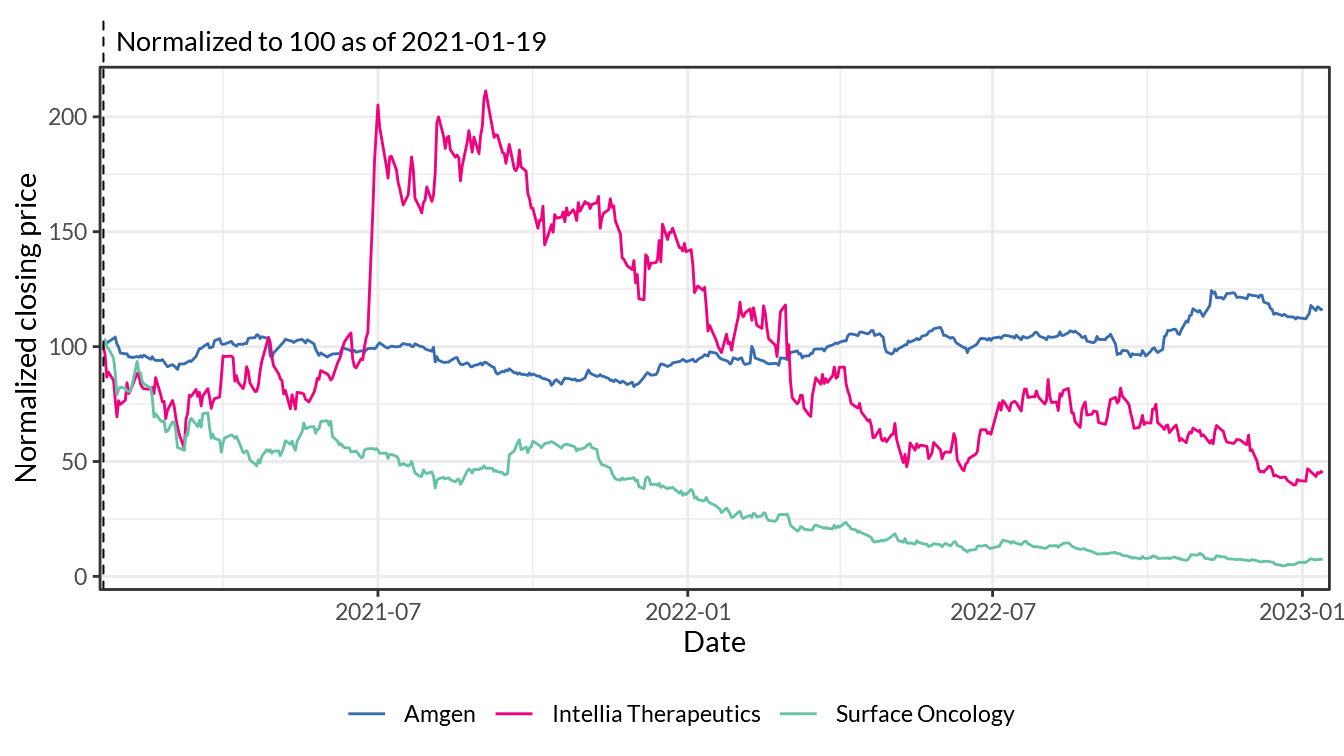 Normalized to 100 as of 2021-01-19
Normalized closing price
200
150
100
50
0
2021-07 2022-01 2022-07 2023-01
Date
Amgen Intellia Therapeutics Surface Oncology